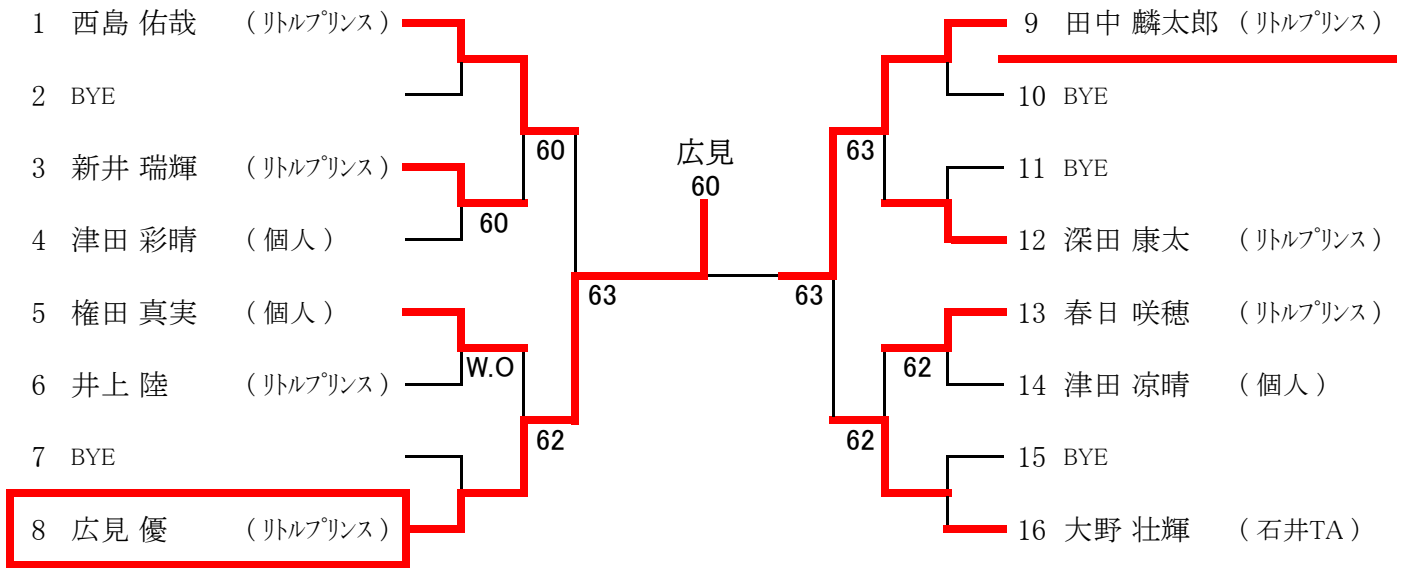 1 西島 佑哉 (リトルプリンス)
2 BYE
60
3 新井 瑞輝 (リトルプリンス)
60
4 津田 彩晴 (個人)
63
5 権田 真実 (個人)
W.O
6 井上 陸 (リトルプリンス)
62
7 BYE
8 広見 優 (リトルプリンス)
広見
60
9 田中 麟太郎 (リトルプリンス)
10 BYE
63
11 BYE
12 深田 康太 (リトルプリンス)
63
13 春日 咲穂 (リトルプリンス)
62
14 津田 凉晴 (個人)
62
15 BYE
16 大野 壮輝 (石井TA)